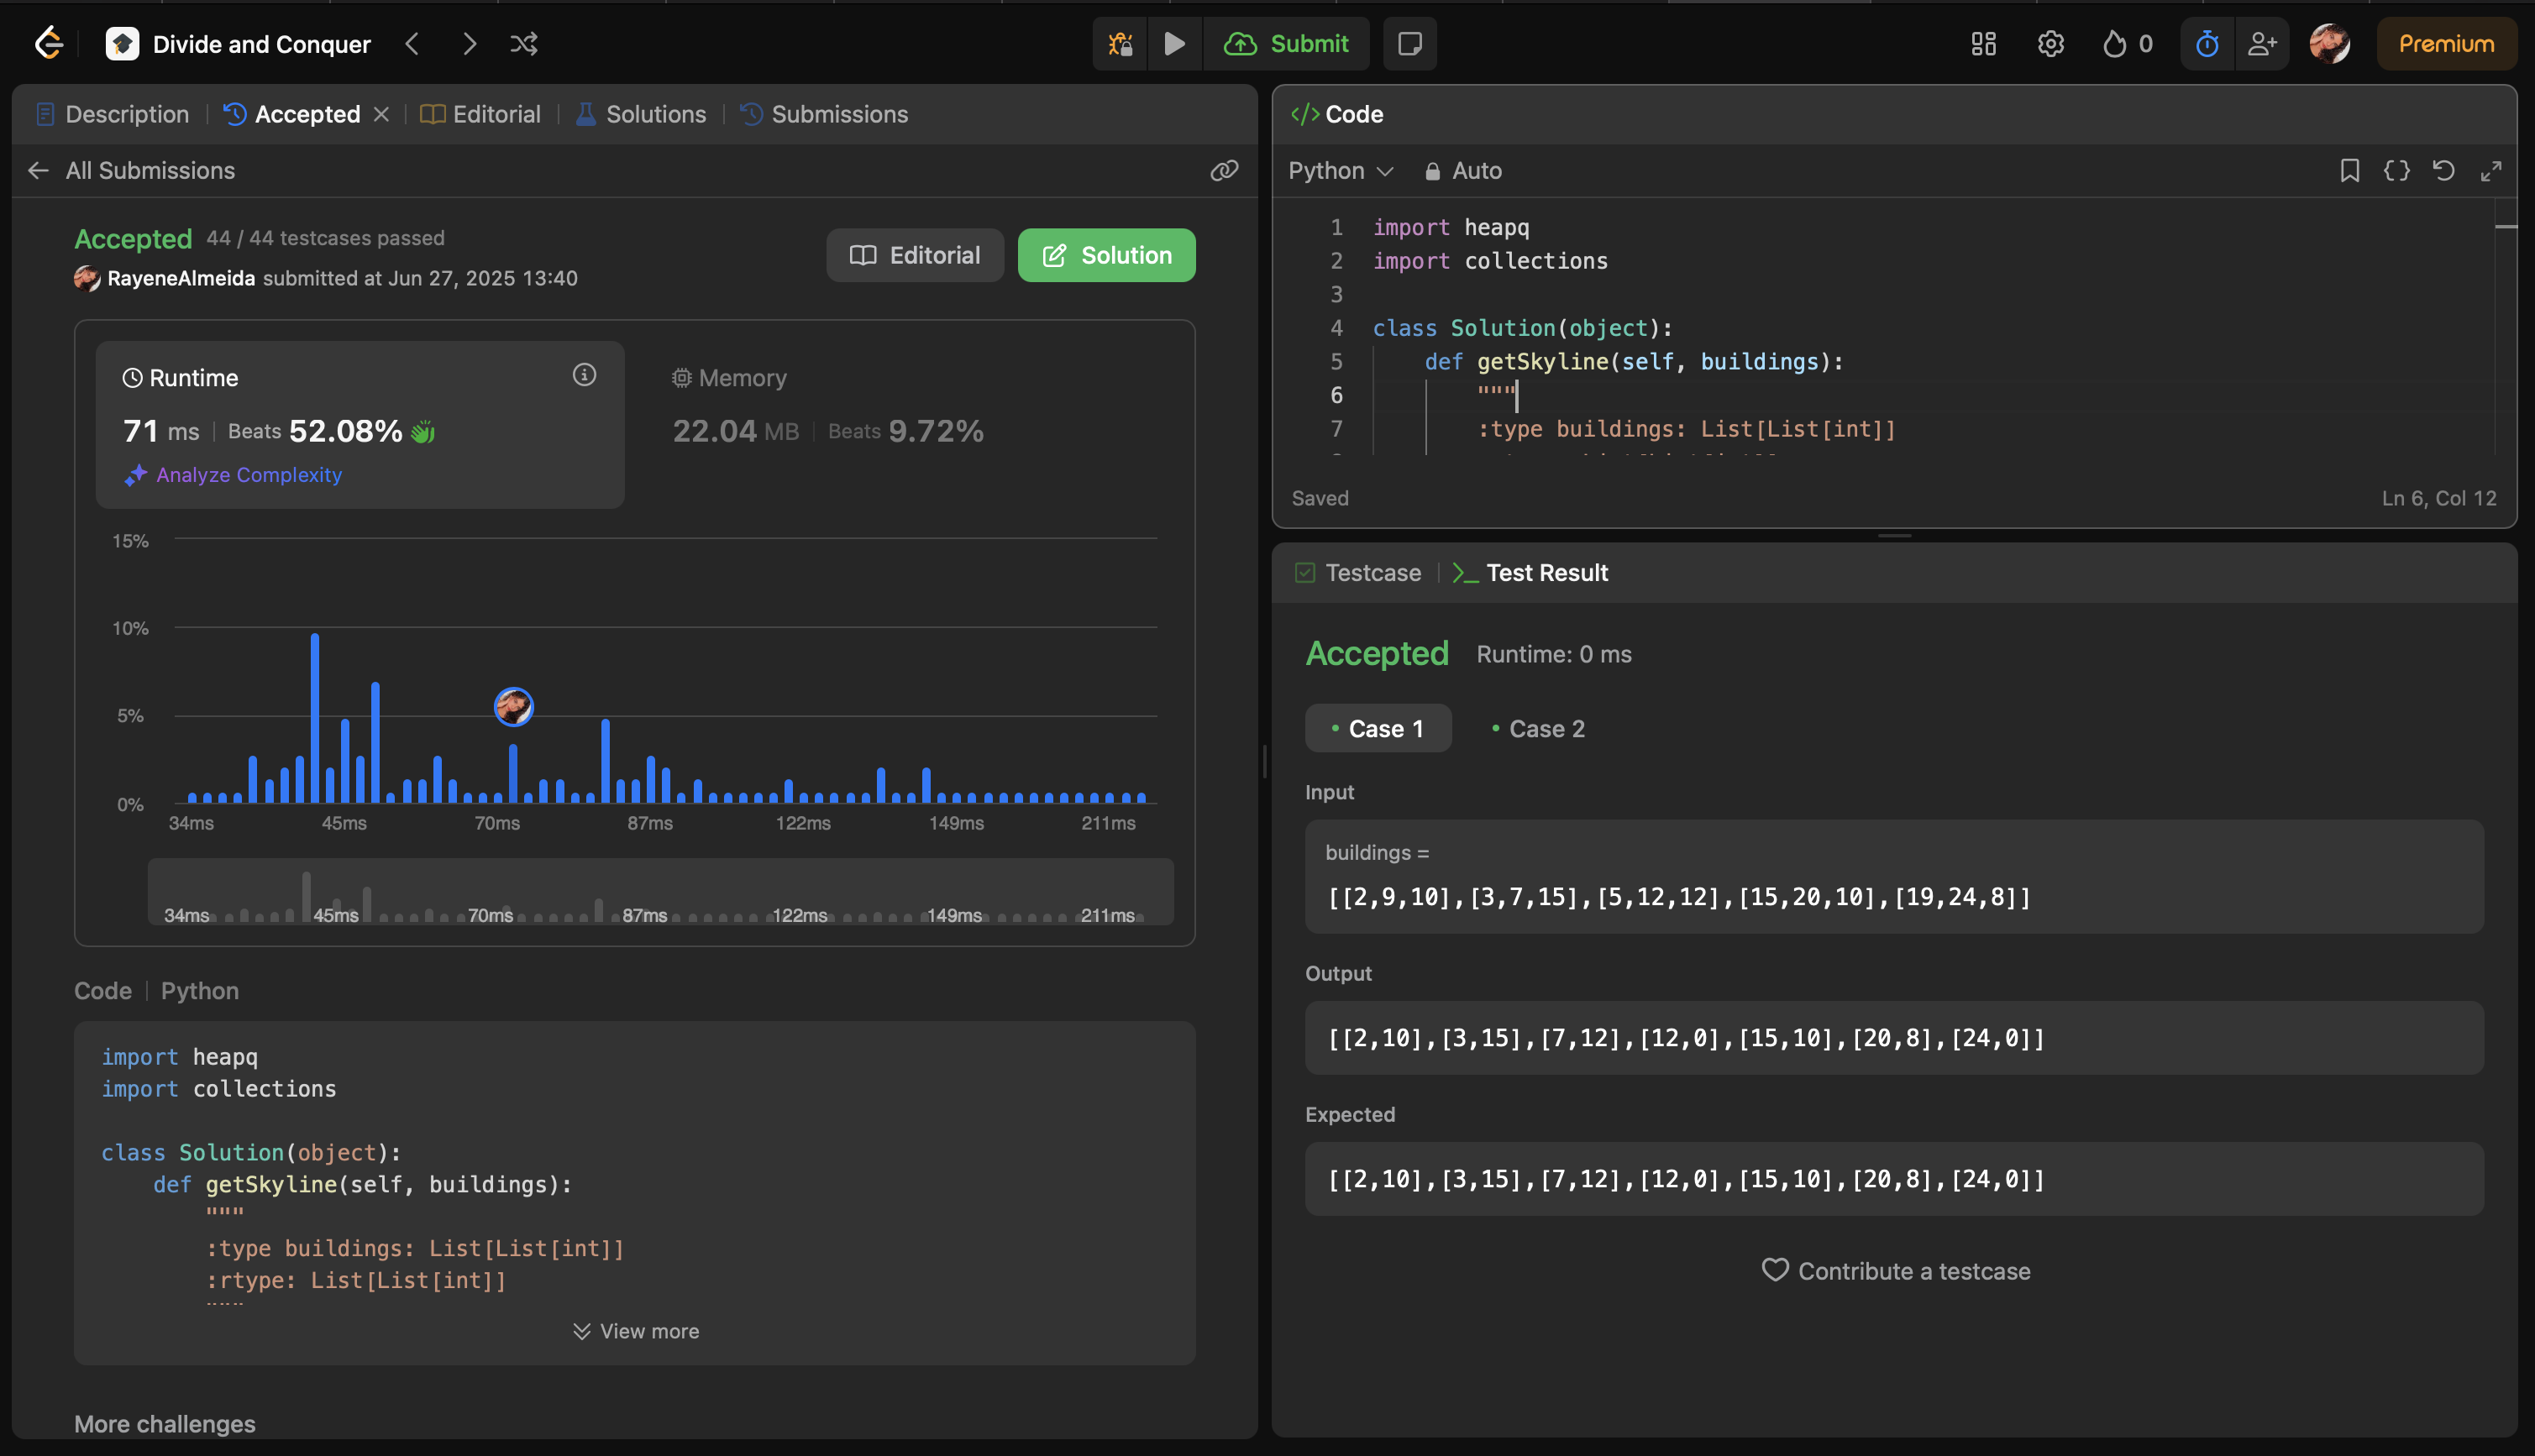 Divide and Conquer
Submit
0
Premium
Description
Accepted
Editorial
Solutions
Submissions
All Submissions
Accepted 44 / 44 testcases passed
RayeneAlmeida submitted at Jun 27, 2025 13:40
Editorial
Solution
Runtime
71 ms | Beats 52.08%
Analyze Complexity
Memory
22.04 MB | Beats 9.72%
15%
10%
5%
0%
34ms 45ms 70ms 87ms 122ms 149ms 211ms
34ms 45ms 70ms 87ms 122ms 149ms 211ms
Code | Python
import heapq
import collections
class Solution(object):
def getSkyline(self, buildings):
"""
:type buildings: List[List[int]]
:rtype: List[List[int]]
View more
More challenges
</> Code
Python
Auto
1 import heapq
2 import collections
3
4 class Solution(object):
5 def getSkyline(self, buildings):
6 """
7 :type buildings: List[List[int]]
Saved
Ln 6, Col 12
Testcase
>_ Test Result
Accepted Runtime: 0 ms
• Case 1
• Case 2
Input
buildings =
[[2,9,10],[3,7,15],[5,12,12],[15,20,10],[19,24,8]]
Output
[[2,10],[3,15],[7,12],[12,0],[15,10],[20,8],[24,0]]
Expected
[[2,10],[3,15],[7,12],[12,0],[15,10],[20,8],[24,0]]
Contribute a testcase